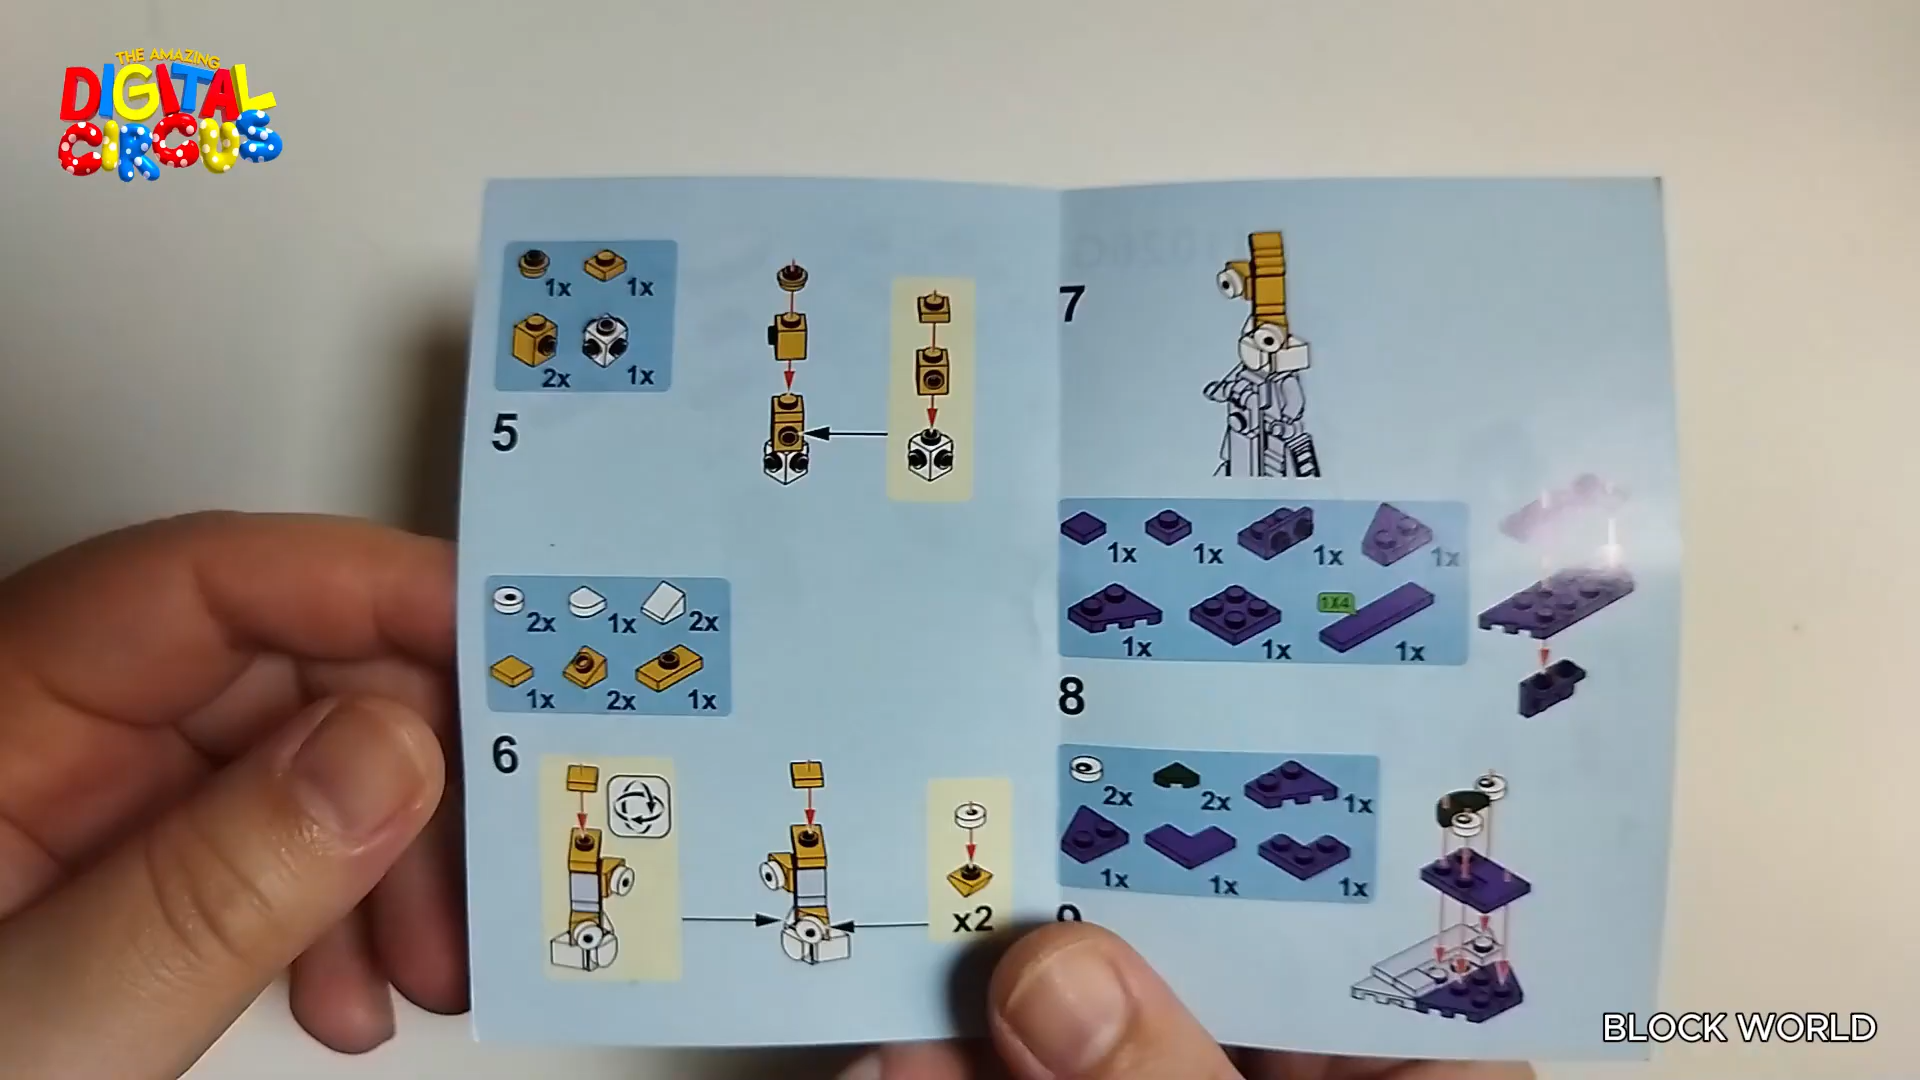 THE AMAZING
DIGITAL
CIRCUS
1x 1x
2x 1x
5
2x 1x 2x
1x 2x 1x
6
x2
7
1x 1x 1x 1x
1X4
1x 1x 1x
8
2x 2x 1x
1x 1x 1x
9
BLOCK WORLD